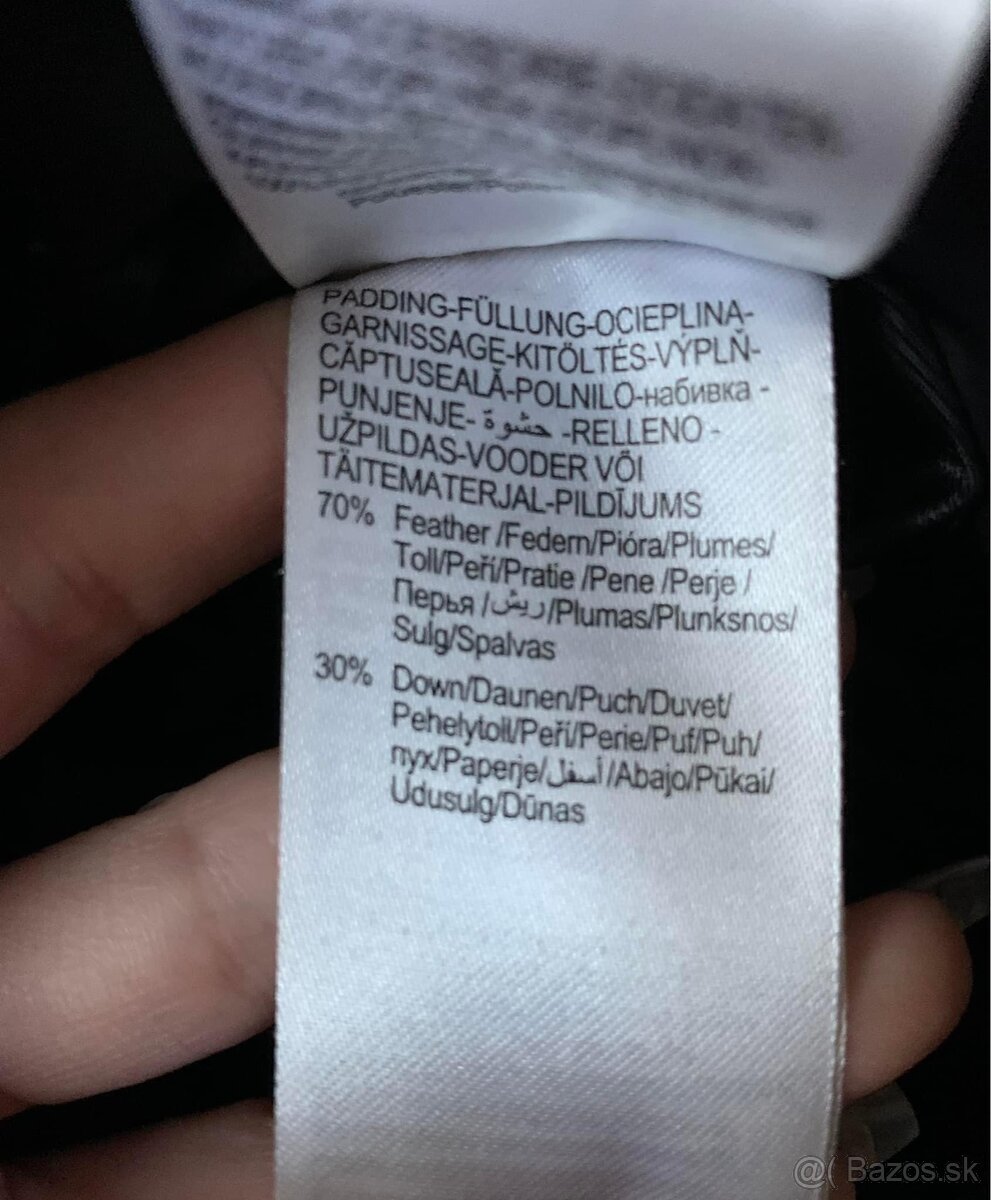 PADDING-FÜLLUNG-OCIEPLINA-
GARNISSAGE-KITÖLTÉS-VÝPLŇ-
CĂPTUSEALĂ-POLNILO-набивка -
PUNJENJE- حشوة -RELLENO -
UŽPILDAS-VOODER VÕI
TÄITEMATERJAL-PILDĪJUMS
70% Feather /Federn/Pióra/Plumes/
Toll/Peří/Pratie /Pene /Perje /
Перья /ريش/Plumas/Plunksnos/
Sulg/Spalvas
30% Down/Daunen/Puch/Duvet/
Pehelytoll/Peří/Perie/Puf/Puh/
пух/Paperje/أسفل/Abajo/Pūkai/
Udusulg/Dūnas
@( Bazos.sk